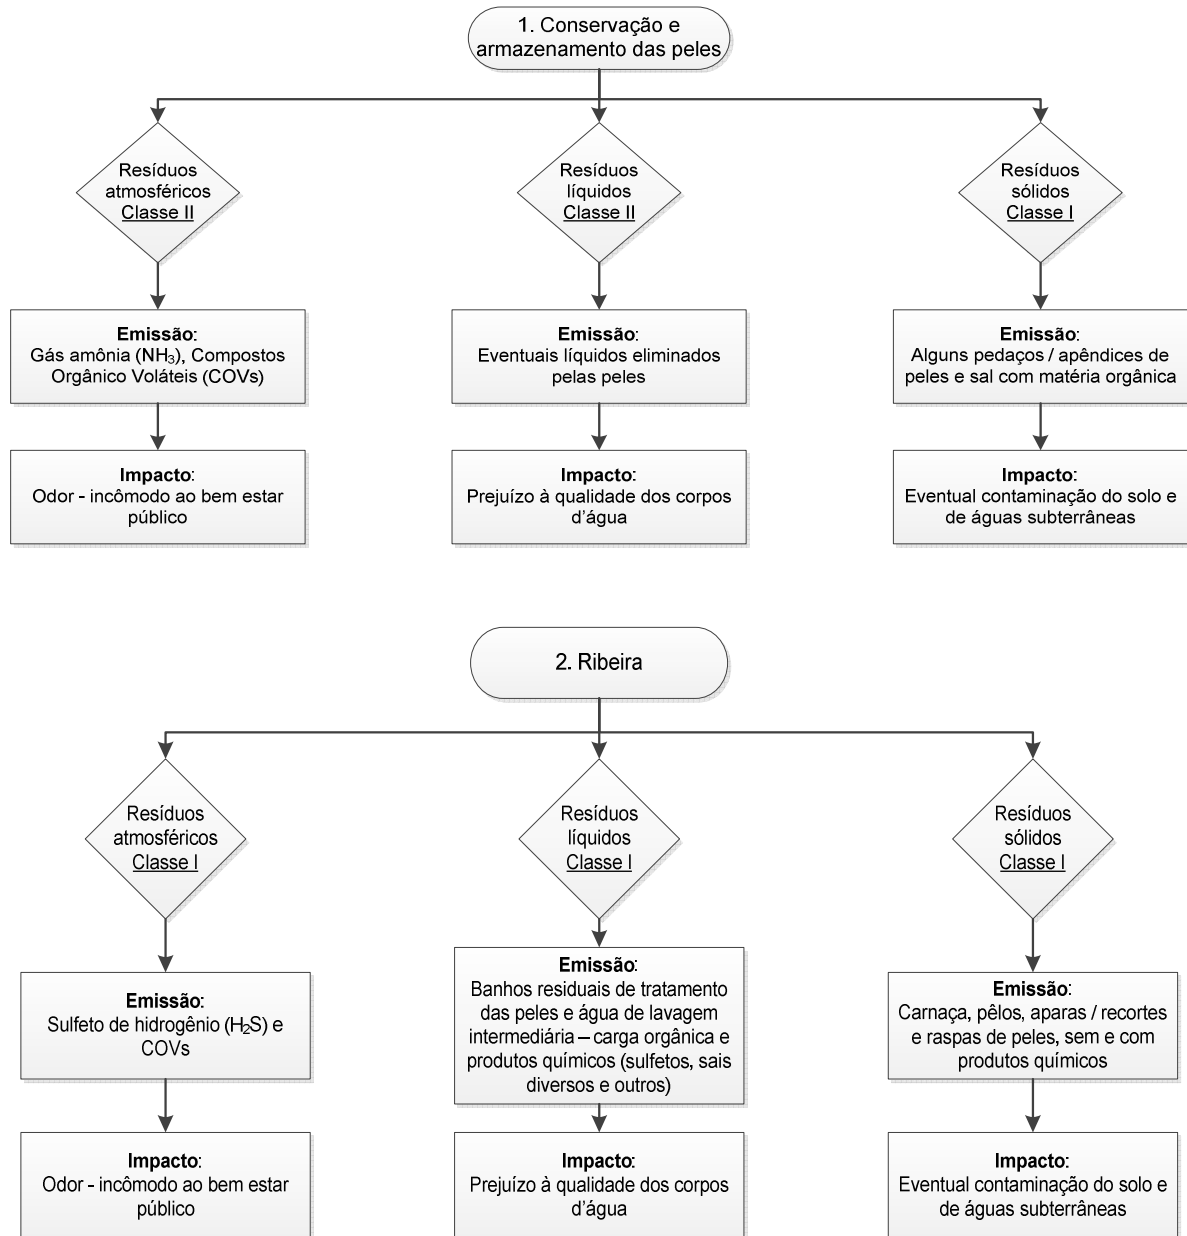 1. Conservação e
armazenamento das peles
Resíduos
atmosféricos
Classe II
Resíduos
líquidos
Classe II
Resíduos
sólidos
Classe I
Emissão:
Gás amônia (NH₃), Compostos
Orgânico Voláteis (COVs)
Emissão:
Eventuais líquidos eliminados
pelas peles
Emissão:
Alguns pedaços / apêndices de
peles e sal com matéria orgânica
Impacto:
Odor - incômodo ao bem estar
público
Impacto:
Prejuízo à qualidade dos corpos
d’água
Impacto:
Eventual contaminação do solo e
de águas subterrâneas
2. Ribeira
Resíduos
atmosféricos
Classe I
Resíduos
líquidos
Classe I
Resíduos
sólidos
Classe I
Emissão:
Sulfeto de hidrogênio (H₂S) e
COVs
Emissão:
Banhos residuais de tratamento
das peles e água de lavagem
intermediária – carga orgânica e
produtos químicos (sulfetos, sais
diversos e outros)
Emissão:
Carnaça, pêlos, aparas / recortes
e raspas de peles, sem e com
produtos químicos
Impacto:
Odor - incômodo ao bem estar
público
Impacto:
Prejuízo à qualidade dos corpos
d’água
Impacto:
Eventual contaminação do solo e
de águas subterrâneas